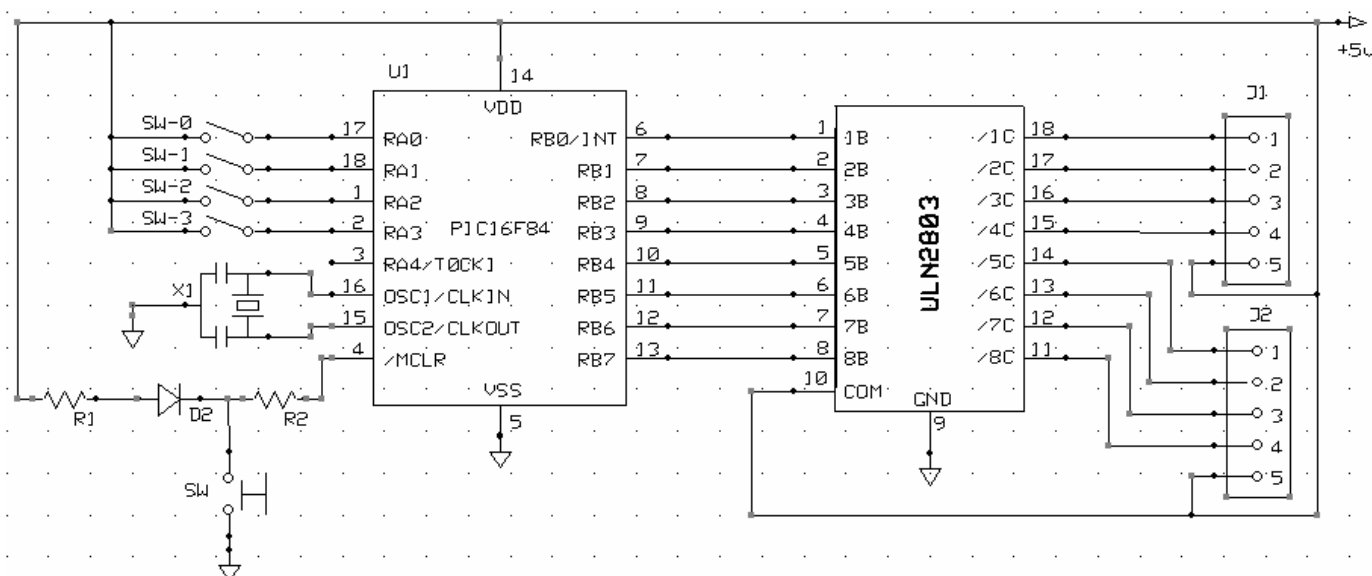 +5v
U1
14
VDD
SW-0
17
RA0
RB0/INT
6
1
1B
/1C
18
J1
1
SW-1
18
RA1
RB1
7
2
2B
/2C
17
2
SW-2
1
RA2
RB2
8
3
3B
/3C
16
3
SW-3
2
RA3
PIC16F84
RB3
9
4
4B
ULN2803
/4C
15
4
3
RA4/T0CKI
RB4
10
5
5B
/5C
14
5
X1
16
OSC1/CLKIN
RB5
11
6
6B
/6C
13
15
OSC2/CLKOUT
RB6
12
7
7B
/7C
12
J2
4
/MCLR
RB7
13
8
8B
/8C
11
1
VSS
10
COM
GND
2
R1
D2
R2
5
9
3
4
SW
5